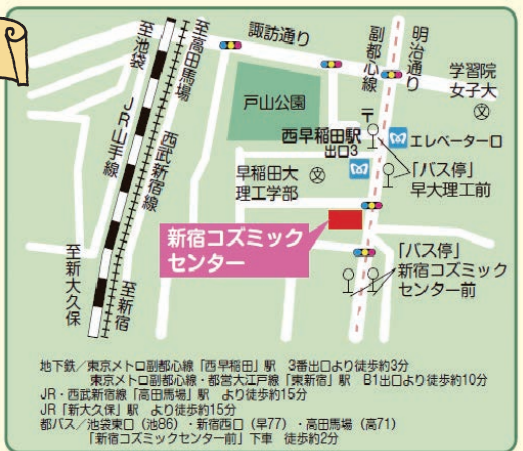 至池袋
至高田馬場
諏訪通り
副都心線
明治通り
学習院
女子大
戸山公園
JR山手線
西武新宿線
西早稲田駅
出口3
エレベーター口
早稲田大
理工学部
「バス停」
早大理工前
新宿コズミック
センター
「バス停」
新宿コズミック
センター前
至新大久保
至新宿
地下鉄／東京メトロ副都心線「西早稲田」駅 3番出口より徒歩約3分
東京メトロ副都心線・都営大江戸線「東新宿」駅 B1出口より徒歩約10分
JR・西武新宿線「高田馬場」駅 より徒歩約15分
JR「新大久保」駅 より徒歩約15分
都バス／池袋東口（池86）・新宿西口（早77）・高田馬場（高71）
「新宿コズミックセンター前」下車 徒歩約2分